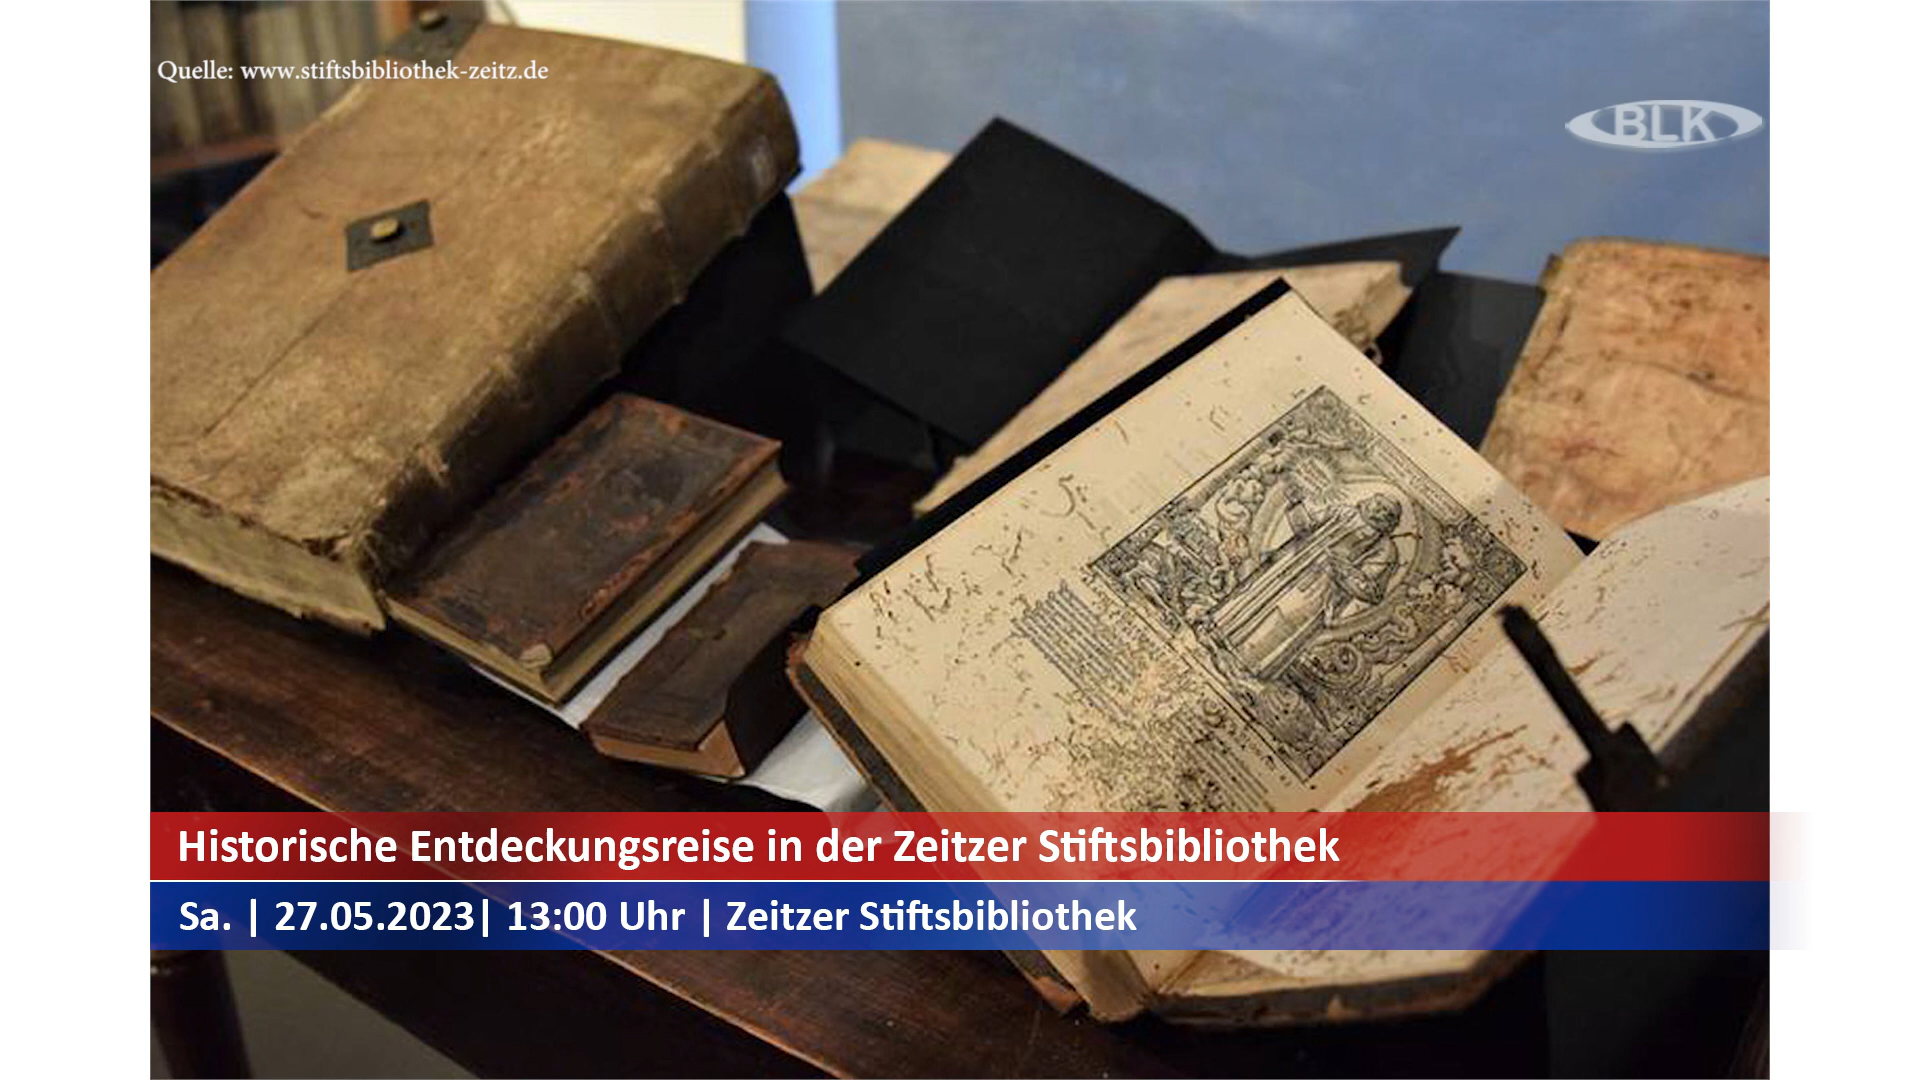 Quelle: www.stiftsbibliothek-zeitz.de
BLK
Historische Entdeckungsreise in der Zeitzer Stiftsbibliothek
Sa. | 27.05.2023| 13:00 Uhr | Zeitzer Stiftsbibliothek